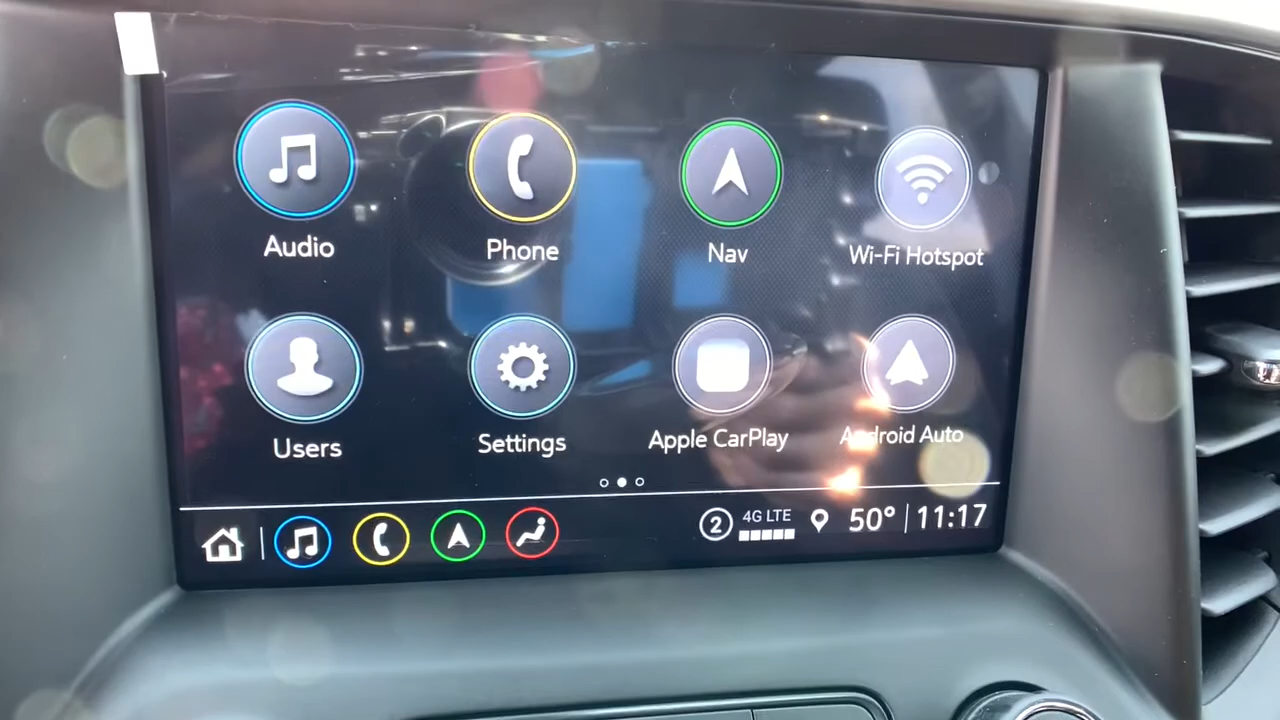 Audio
Phone
Nav
Wi-Fi Hotspot
Users
Settings
Apple CarPlay
Android Auto
2
4G LTE
50°
11:17